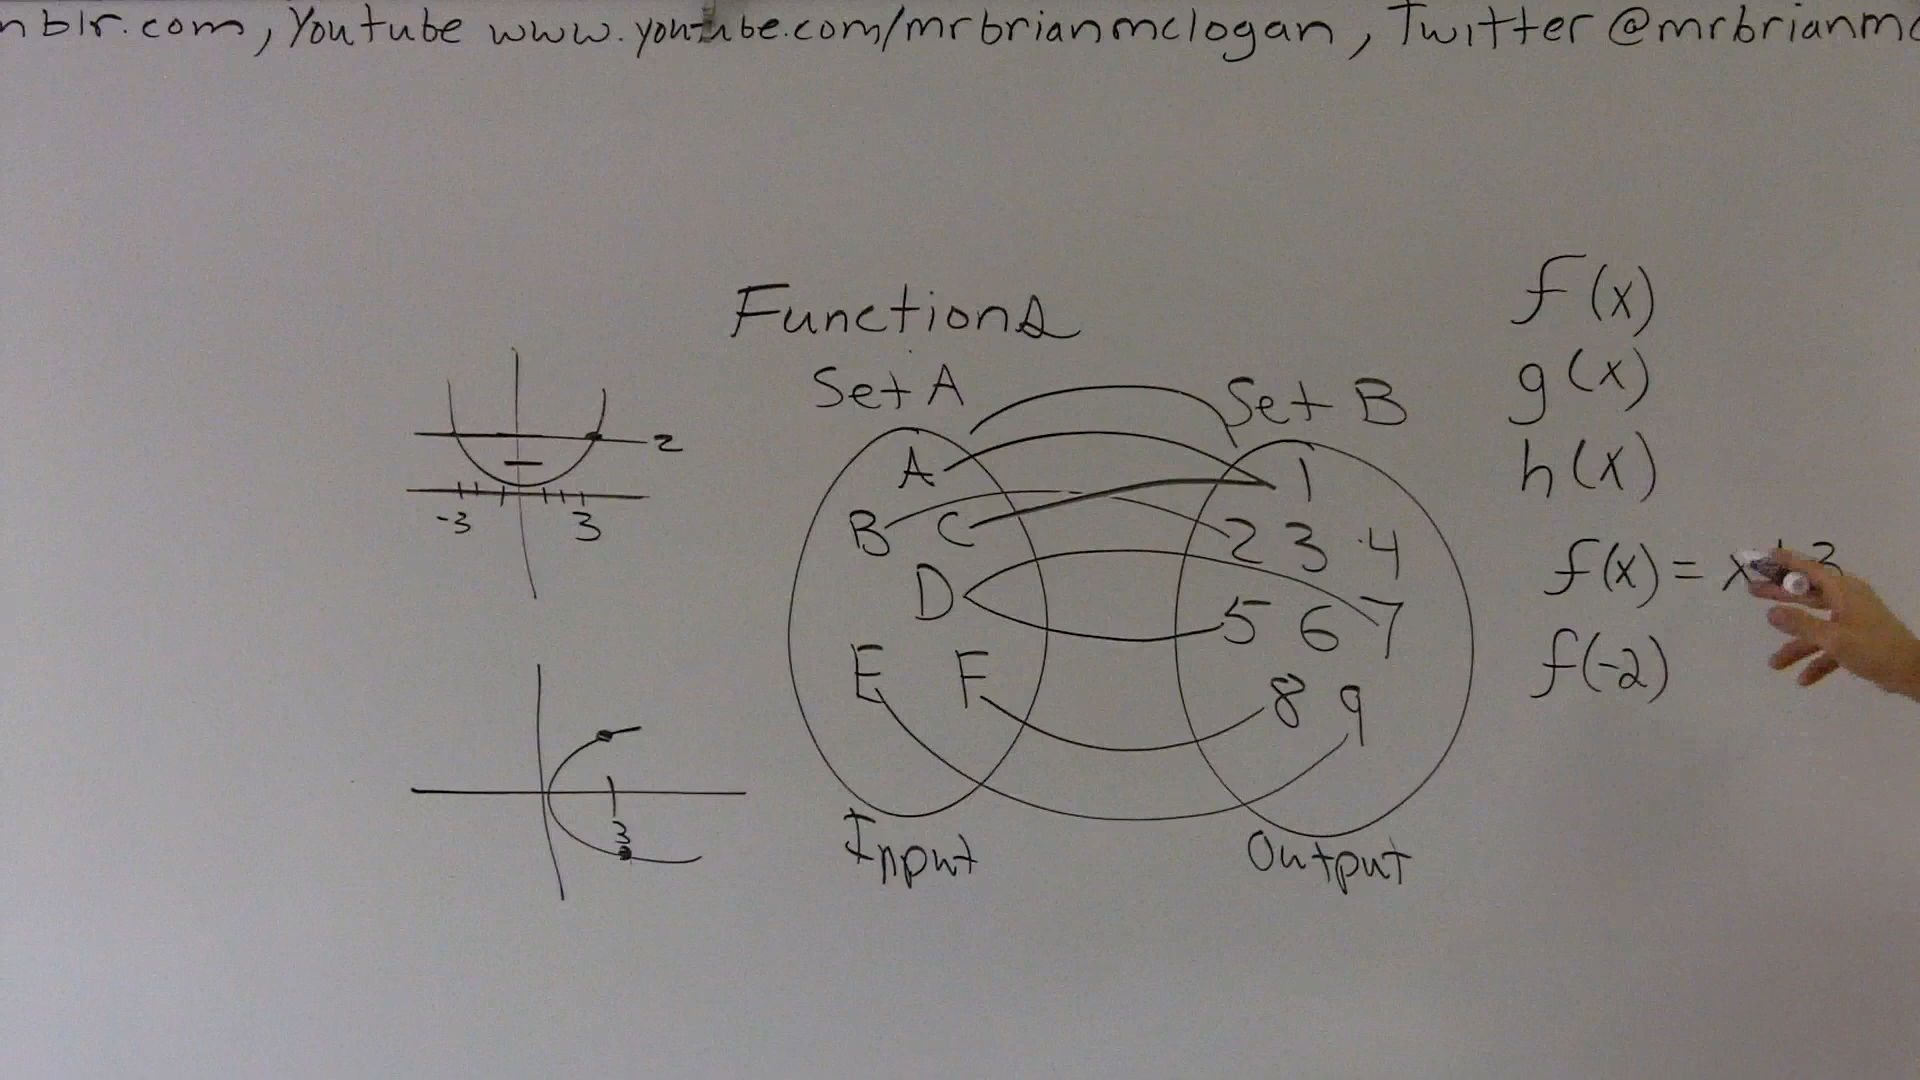 nblr.com, Youtube www.youtube.com/mrbrianmclogan, Twitter @mrbrianmc
Functions
Set A
Set B
A
B C
D
E F
1
2 3 4
5 6 7
8 9
Input
Output
2
-3 3
3
f(x)
g(x)
h(x)
f(x) = x
f(-2)